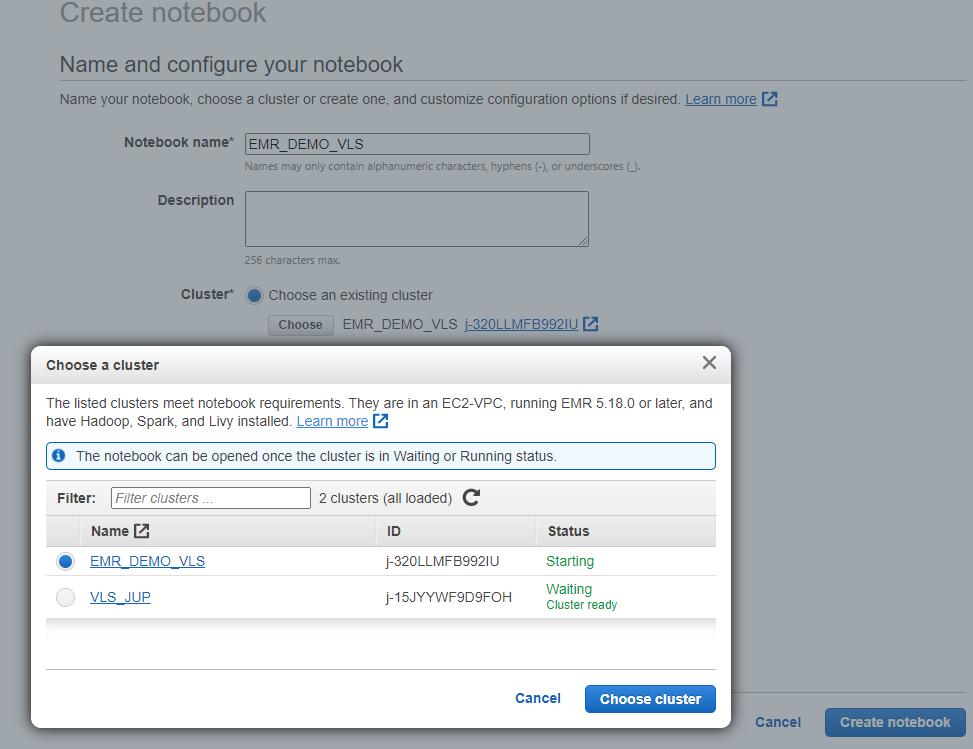 Create notebook
Name and configure your notebook
Name your notebook, choose a cluster or create one, and customize configuration options if desired. Learn more
Notebook name* EMR_DEMO_VLS
Names may only contain alphanumeric characters, hyphens (-), or underscores (_).
Description
256 characters max.
Cluster* Choose an existing cluster
Choose EMR_DEMO_VLS j-320LLMFB992IU
Choose a cluster
The listed clusters meet notebook requirements. They are in an EC2-VPC, running EMR 5.18.0 or later, and
have Hadoop, Spark, and Livy installed. Learn more
The notebook can be opened once the cluster is in Waiting or Running status.
Filter: Filter clusters ... 2 clusters (all loaded)
Name ID Status
EMR_DEMO_VLS j-320LLMFB992IU Starting
VLS_JUP j-15JYYWF9D9FOH Waiting
Cluster ready
Cancel Choose cluster
Cancel Create notebook